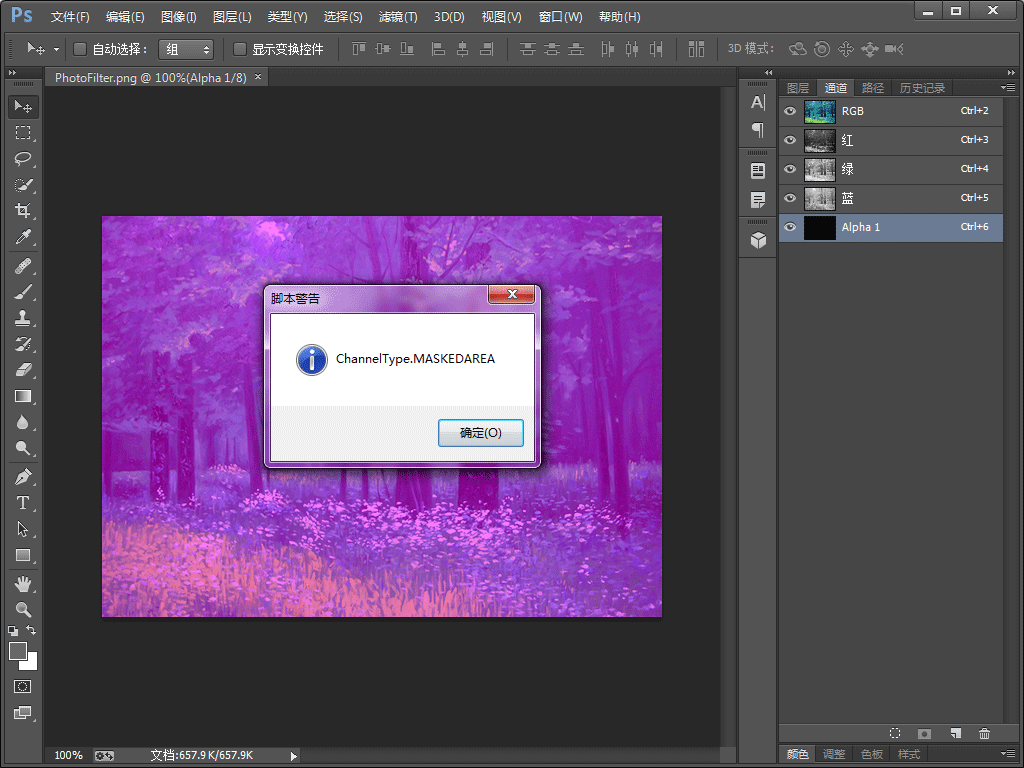 Ps 文件(F) 编辑(E) 图像(I) 图层(L) 类型(Y) 选择(S) 滤镜(T) 3D(D) 视图(V) 窗口(W) 帮助(H)
自动选择： 组 显示变换控件 3D 模式：
PhotoFilter.png @ 100%(Alpha 1/8) ×
图层 通道 路径 历史记录
RGB Ctrl+2
红 Ctrl+3
绿 Ctrl+4
蓝 Ctrl+5
Alpha 1 Ctrl+6
脚本警告
ChannelType.MASKEDAREA
确定(O)
100% 文档:657.9K/657.9K
颜色 调整 色板 样式